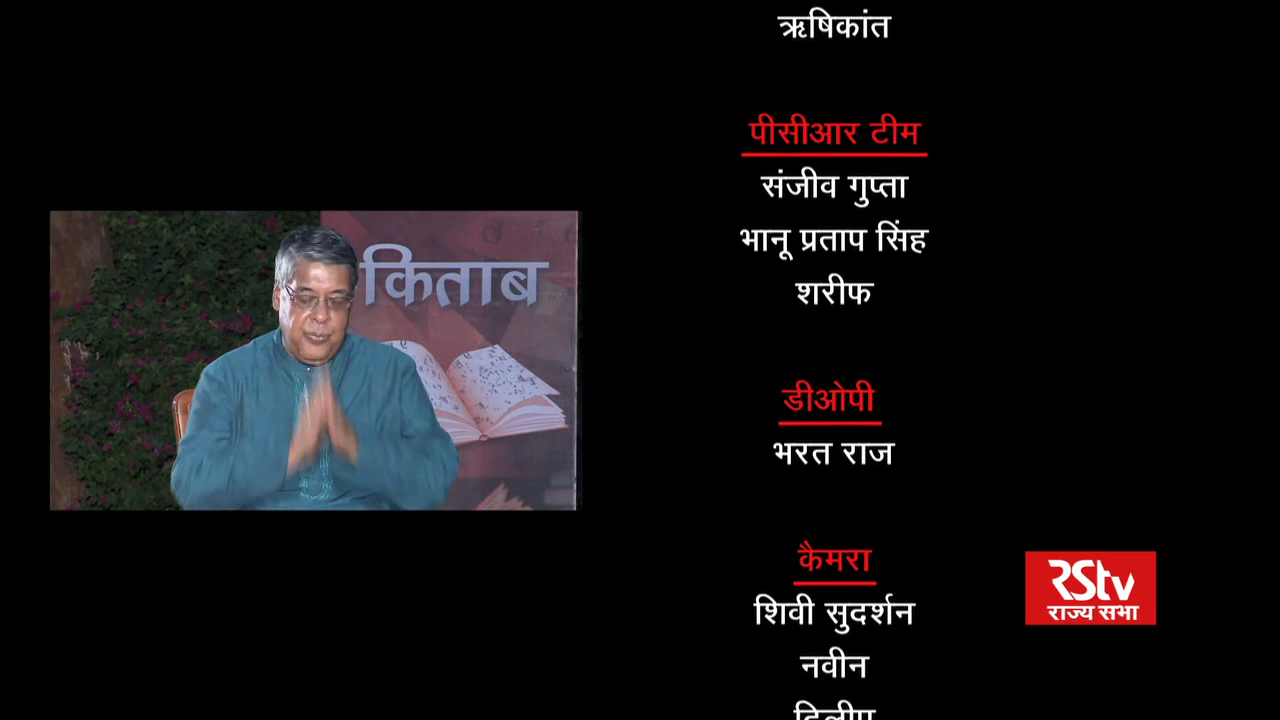 ऋषिकांत
पीसीआर टीम
संजीव गुप्ता
भानू प्रताप सिंह
शरीफ
किताब
डीओपी
भरत राज
कैमरा
शिवी सुदर्शन
नवीन
RStv
राज्य सभा